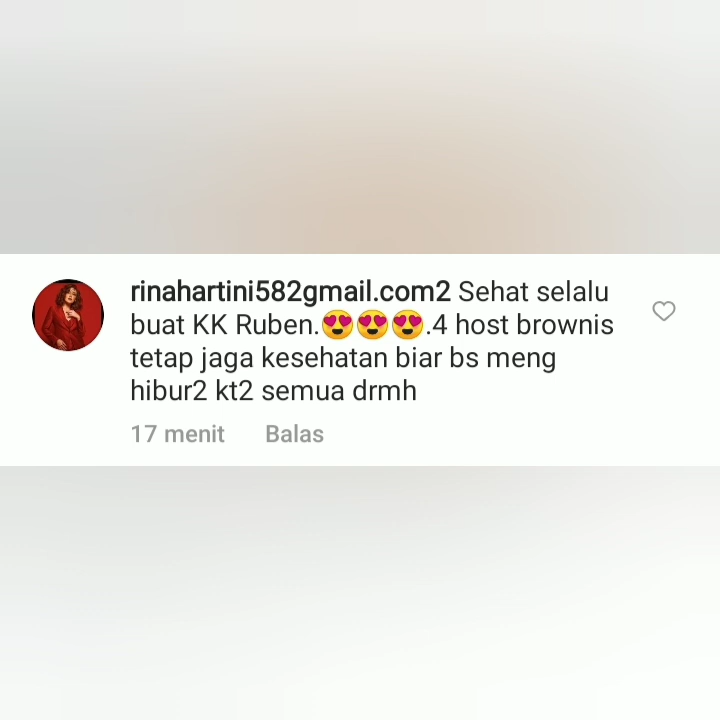 rinahartini582gmail.com2 Sehat selalu
buat KK Ruben.😍😍😍.4 host brownis
tetap jaga kesehatan biar bs meng
hibur2 kt2 semua drmh
17 menit Balas